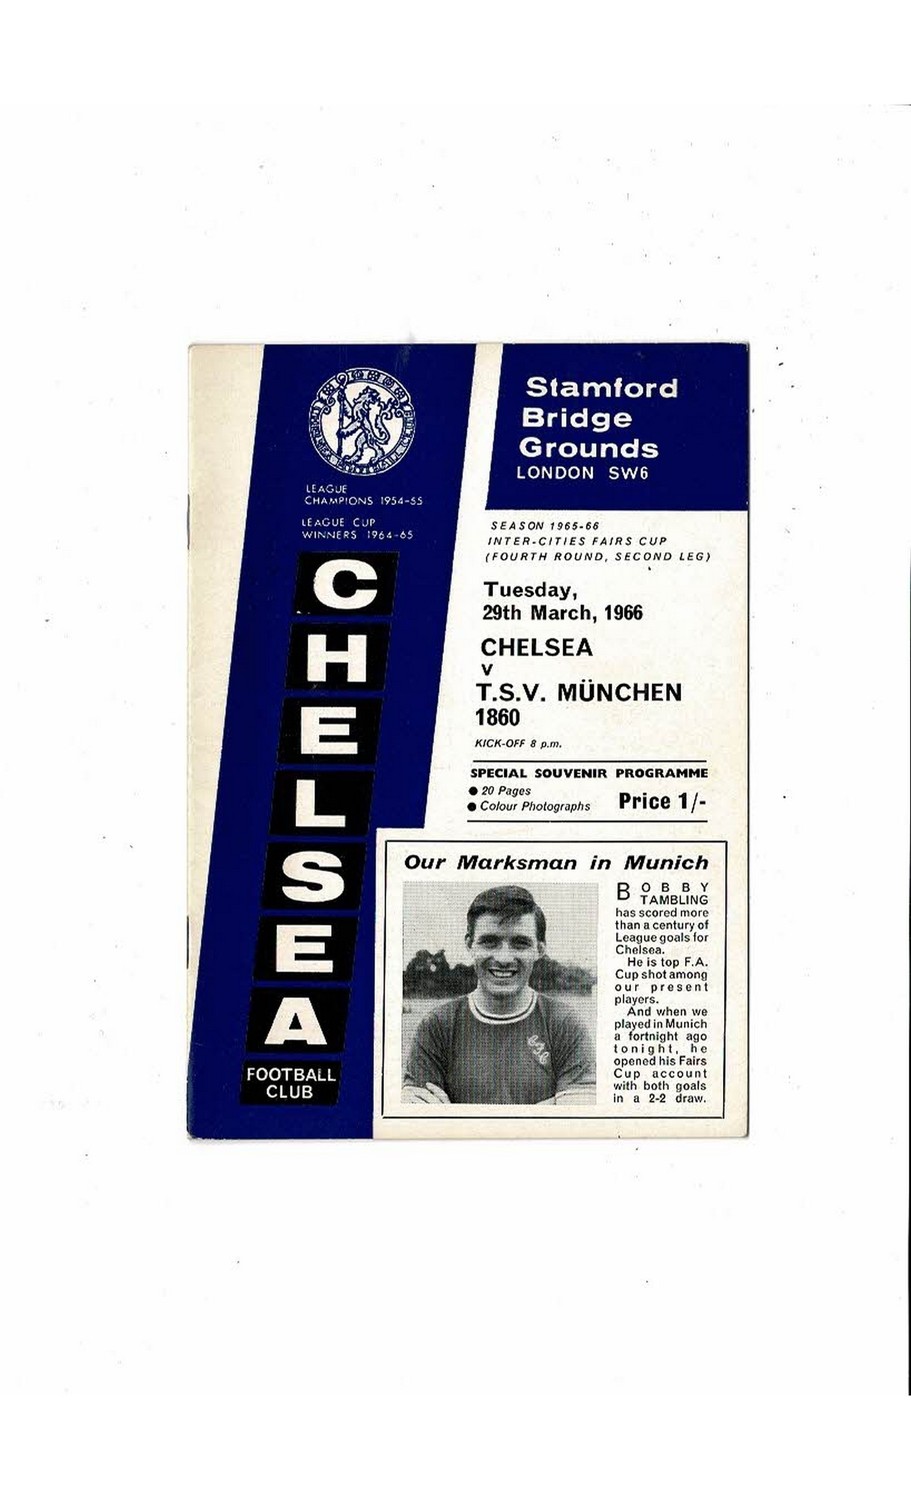 LEAGUE
CHAMPIONS 1954-55
LEAGUE CUP
WINNERS 1964-65
CHELSEA
FOOTBALL
CLUB
Stamford
Bridge
Grounds
LONDON SW6
SEASON 1965-66
INTER-CITIES FAIRS CUP
(FOURTH ROUND, SECOND LEG)
Tuesday,
29th March, 1966
CHELSEA
v
T.S.V. MÜNCHEN
1860
KICK-OFF 8 p.m.
SPECIAL SOUVENIR PROGRAMME
● 20 Pages
● Colour Photographs Price 1/-
Our Marksman in Munich
BOBBY
TAMBLING
has scored more
than a century of
League goals for
Chelsea.
He is top F.A.
Cup shot among
our present
players.
And when we
played in Munich
a fortnight ago
tonight, he
opened his Fairs
Cup account
with both goals
in a 2-2 draw.